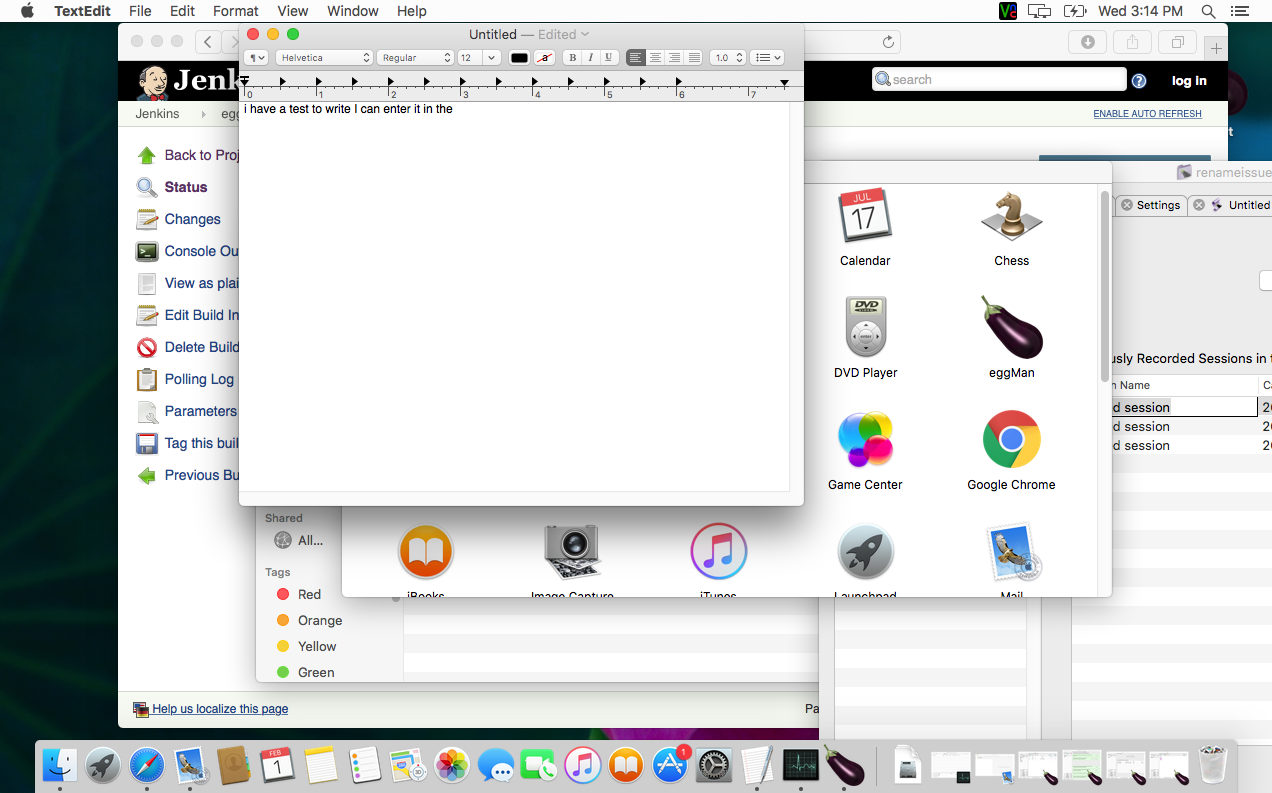 TextEdit File Edit Format View Window Help Wed 3:14 PM
Untitled — Edited
¶ Helvetica Regular 12 a B I U 1.0
0 1 2 3 4 5 6 7
i have a test to write I can enter it in the
Jenk
search
? log in
Jenkins
ENABLE AUTO REFRESH
Back to Proj
Status
Changes
Console Ou
View as plai
Edit Build In
Delete Build
Polling Log
Parameters
Tag this buil
Previous Bu
Help us localize this page
Pa
Shared
All...
Tags
Red
Orange
Yellow
Green
JUL
17
Calendar
Chess
DVD
DVD Player
eggMan
Game Center
Google Chrome
iBooks
Image Capture
iTunes
Launchpad
Mail
renameissue
Settings
Untitled
usly Recorded Sessions in t
n Name
d session
d session
d session
FEB
1
1